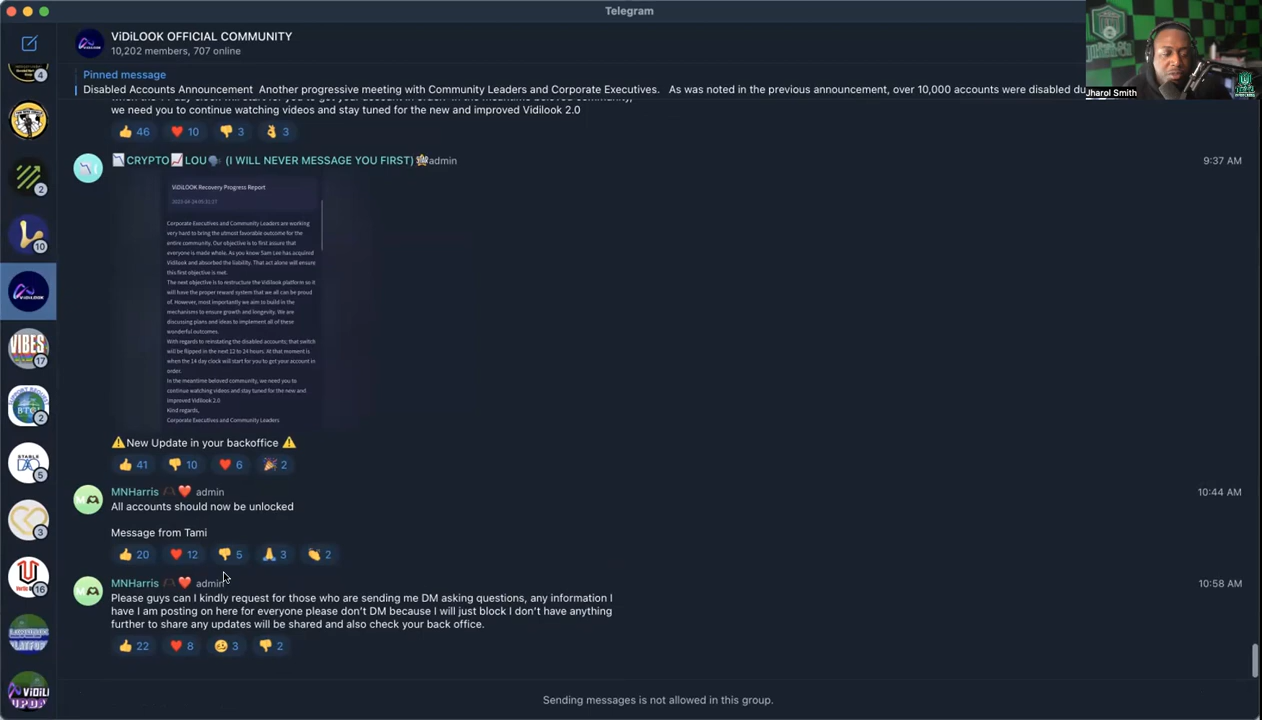 Telegram
ViDiLOOK OFFICIAL COMMUNITY
10,202 members, 707 online
Pinned message
Disabled Accounts Announcement Another progressive meeting with Community Leaders and Corporate Executives. As was noted in the previous announcement, over 10,000 accounts were disabled du
we need you to continue watching videos and stay tuned for the new and improved Vidilook 2.0
👍 46 ❤️ 10 👎 3 👌 3
📉CRYPTO📈LOU🗣 (I WILL NEVER MESSAGE YOU FIRST) admin
9:37 AM
ViDiLOOK Recovery Progress Report
Corporate Executives and Community Leaders are working
very hard to bring the utmost favorable outcome for the
entire community. Our objective is to first assure that
everyone is made whole. As you know Sam Lee has acquired
Vidilook and absorbed the liability. That act alone will ensure
this first objective is met.
The next objective is to restructure the Vidilook platform so it
will have the proper reward system that we all can be proud
of. However, most importantly we aim to build in the
mechanisms to ensure growth and longevity. We are
discussing plans and ideas to implement all of these
wonderful outcomes.
With regards to reinstating the disabled accounts; that switch
will be flipped in the next 12 to 24 hours. At that moment is
when the 14 day clock will start for you to get your account in
order.
In the meantime beloved community, we need you to
continue watching videos and stay tuned for the new and
Improved Vidilook 2.0
Kind regards,
Corporate Executives and Community Leaders
⚠️New Update in your backoffice ⚠️
👍 41 👎 10 ❤️ 6 🎉 2
MNHarris ❤️ admin
10:44 AM
All accounts should now be unlocked
Message from Tami
👍 20 ❤️ 12 👎 5 🙏 3 👏 2
MNHarris ❤️ admin
10:58 AM
Please guys can I kindly request for those who are sending me DM asking questions, any information I
have I am posting on here for everyone please don't DM because I will just block I don't have anything
further to share any updates will be shared and also check your back office.
👍 22 ❤️ 8 🥴 3 👎 2
Sending messages is not allowed in this group.
Jharol Smith
4
2
10
ViDiLOOK
VIBES
17
BTC
2
STABLE
5
3
16
PLATFORM
ViDiL
UPDA